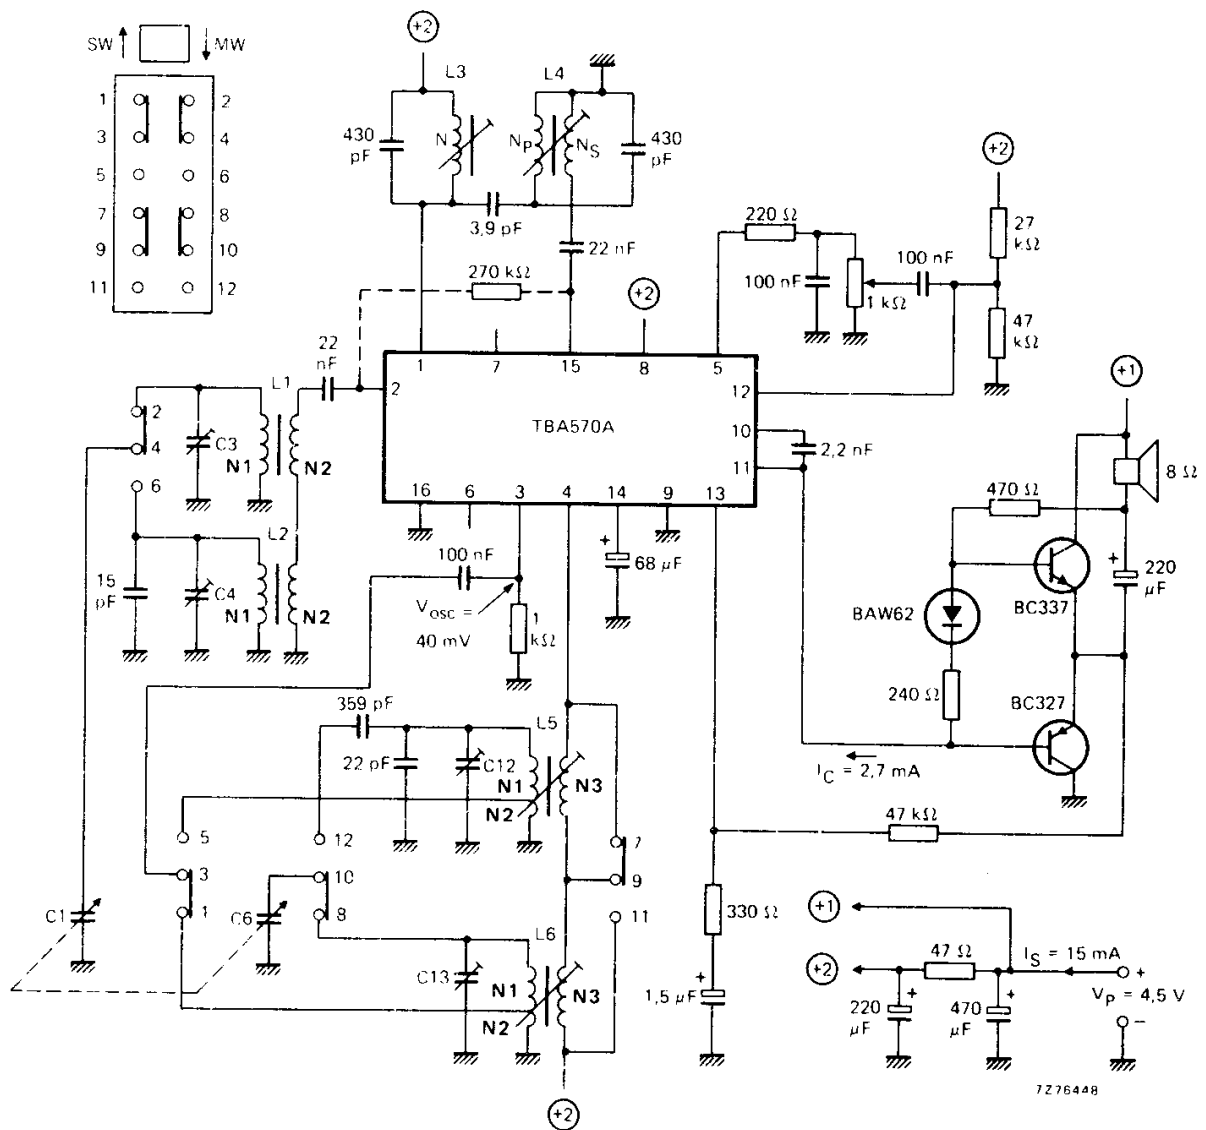 SW
MW
1
2
3
4
5
6
7
8
9
10
11
12
+2
L3
L4
430 pF
N
NP
NS
430 pF
3,9 pF
22 nF
270 kΩ
+2
220 Ω
100 nF
1 kΩ
100 nF
+2
27 kΩ
47 kΩ
22 nF
1
7
15
8
5
2
12
TBA570A
10
11
2,2 nF
16
6
3
4
14
9
13
2
4
6
C3
L1
N1
N2
15 pF
C4
L2
N1
N2
100 nF
Vosc =
40 mV
1 kΩ
68 µF
+
+1
8 Ω
470 Ω
BAW62
BC337
+
220 µF
240 Ω
BC327
IC = 2,7 mA
47 kΩ
359 pF
22 pF
C12
L5
N1
N2
N3
5
12
3
10
1
8
7
9
11
C1
C6
C13
L6
N1
N2
N3
+2
330 Ω
+
1,5 µF
+1
+2
47 Ω
IS = 15 mA
+
VP = 4,5 V
−
+
220 µF
+
470 µF
7Z76448